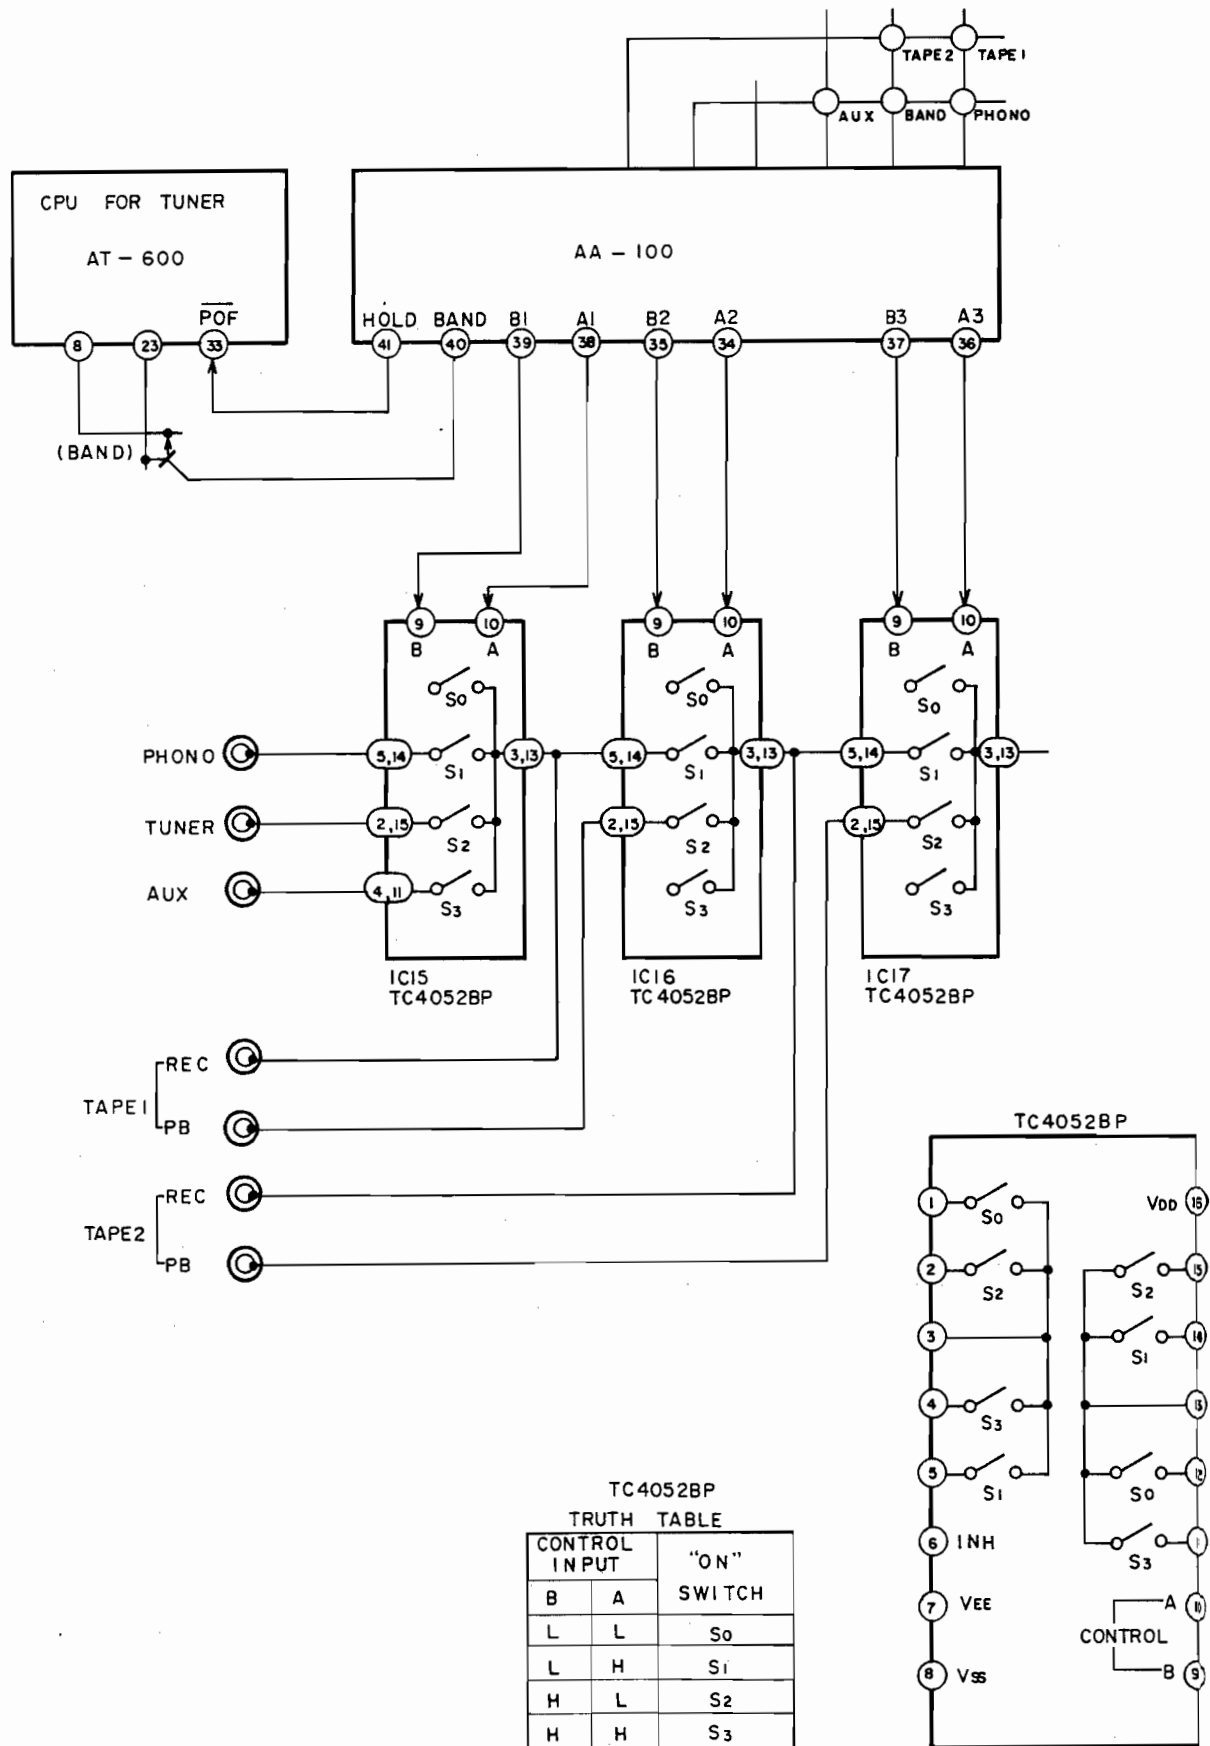 TAPE2 TAPE1
AUX BAND PHONO
CPU FOR TUNER
AT-600
AA-100
POF
HOLD BAND B1 A1 B2 A2 B3 A3
8 23 33 41 40 39 38 35 34 37 36
(BAND)
9 10 9 10 9 10
B A B A B A
S0 S0 S0
PHONO 5,14 S1 3,13 5,14 S1 3,13 5,14 S1 3,13
TUNER 2,15 S2 2,15 S2 2,15 S2
AUX 4,11 S3 S3 S3
IC15 IC16 IC17
TC4052BP TC4052BP TC4052BP
REC
TAPE1
PB
REC
TAPE2
PB
TC4052BP
1 S0 VDD 16
2 S2 S2 15
3 S1 14
4 S3 13
5 S1 S0 12
6 INH S3 11
7 VEE A 10
CONTROL
8 VSS B 9
TC4052BP
TRUTH TABLE
CONTROL INPUT "ON" SWITCH
B A
L L S0
L H S1
H L S2
H H S3